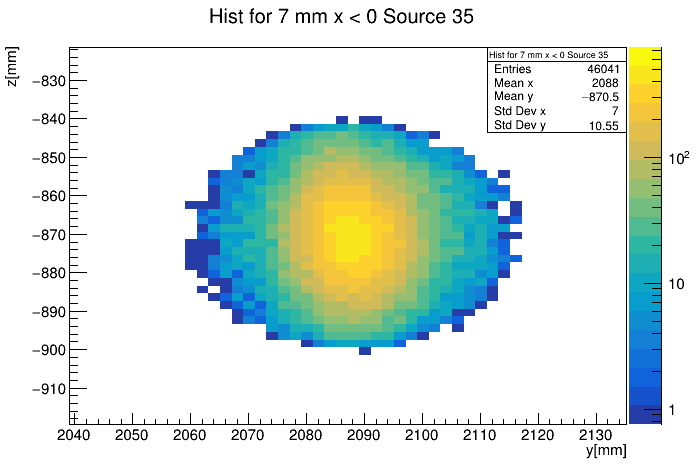 Hist for 7 mm x < 0 Source 35
z[mm]
Hist for 7 mm x < 0 Source 35
Entries 46041
Mean x 2088
Mean y −870.5
Std Dev x 7
Std Dev y 10.55
−830
−840
−850
−860
−870
−880
−890
−900
−910
10²
10
1
2040 2050 2060 2070 2080 2090 2100 2110 2120 2130
y[mm]